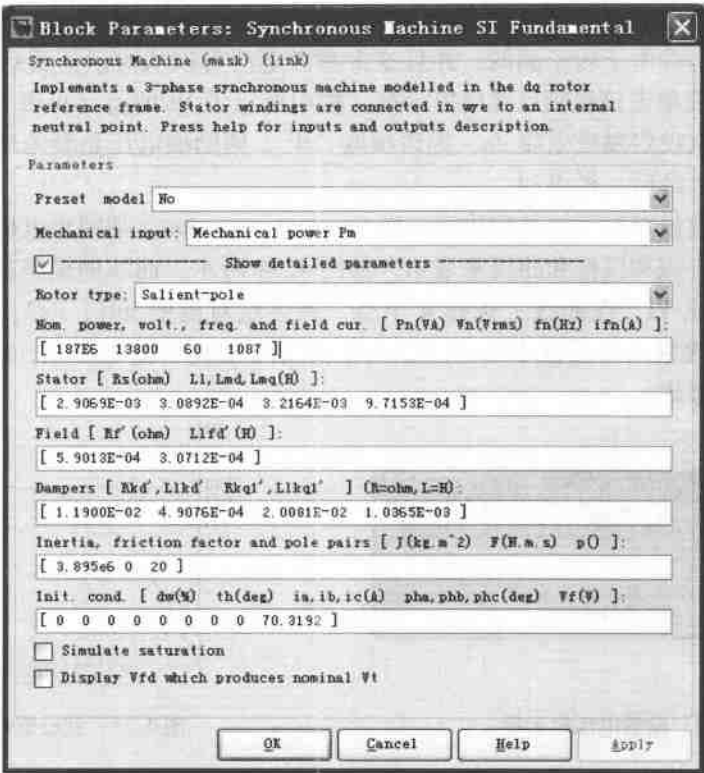 Block Parameters: Synchronous Machine SI Fundamental
Synchronous Machine (mask) (link)
Implements a 3-phase synchronous machine modelled in the dq rotor
reference frame. Stator windings are connected in wye to an internal
neutral point. Press help for inputs and outputs description.
Parameters
Preset model No
Mechanical input: Mechanical power Pm
Show detailed parameters
Rotor type: Salient-pole
Nom. power, volt., freq. and field cur. [ Pn(VA) Vn(Vrms) fn(Hz) ifn(A) ]:
[ 187E6 13800 60 1087 ]
Stator [ Rs(ohm) Ll,Lmd,Lmq(H) ]:
[ 2.9069E-03 3.0892E-04 3.2164E-03 9.7153E-04 ]
Field [ Rf'(ohm) Llfd'(H) ]:
[ 5.9013E-04 3.0712E-04 ]
Dampers [ Rkd',Llkd' Rkq1',Llkq1' ] (R=ohm,L=H):
[ 1.1900E-02 4.9076E-04 2.0081E-02 1.0365E-03 ]
Inertia, friction factor and pole pairs [ J(kg.m^2) F(N.m.s) p() ]:
[ 3.895e6 0 20 ]
Init. cond. [ dw(%) th(deg) ia,ib,ic(A) pha,phb,phc(deg) Vf(V) ]:
[ 0 0 0 0 0 0 0 0 70.3192 ]
Simulate saturation
Display Vfd which produces nominal Vt
OK Cancel Help Apply